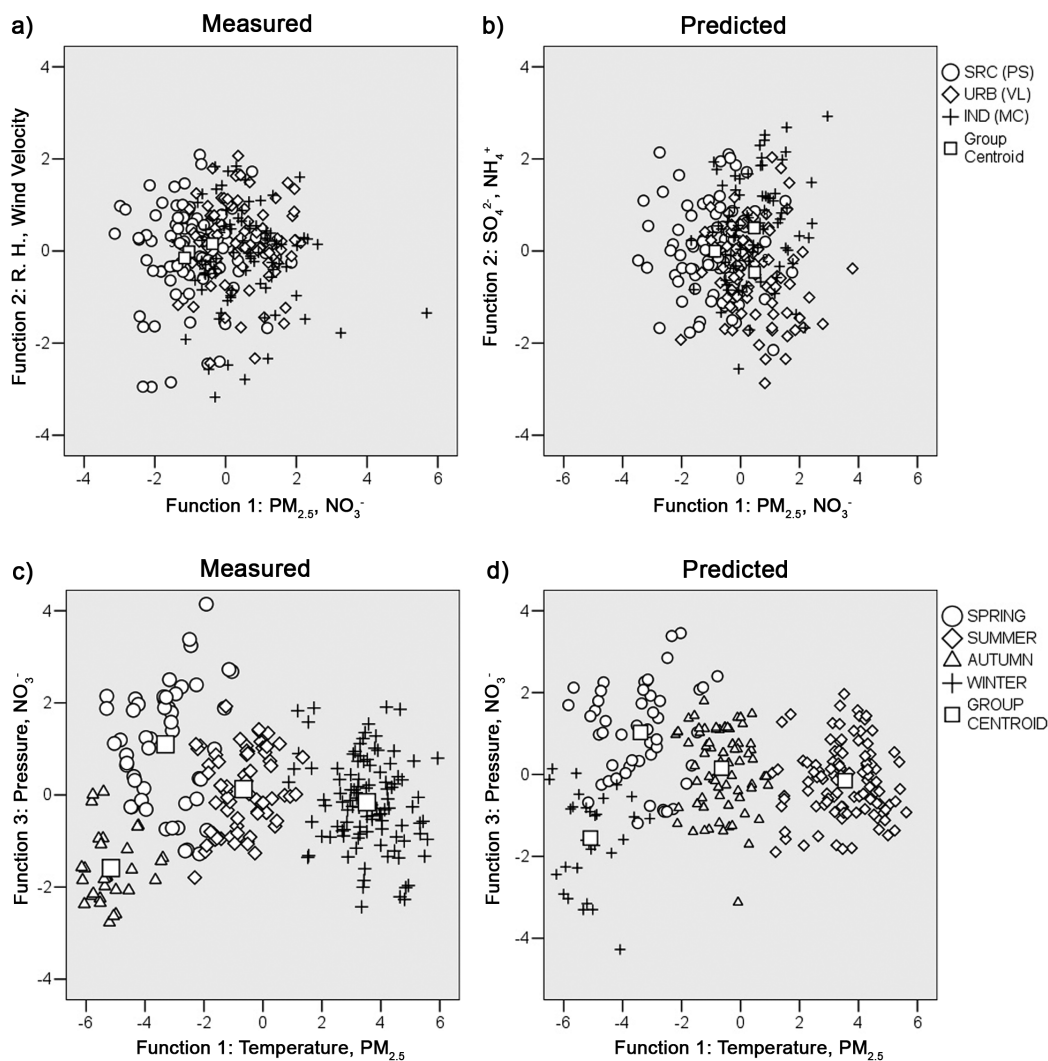 a)
Measured
4
2
0
-2
-4
-4
-2
0
2
4
6
Function 2: R. H., Wind Velocity
Function 1: PM₂.₅, NO₃⁻
b)
Predicted
4
2
0
-2
-4
-6
-4
-2
0
2
4
6
Function 2: SO₄²⁻, NH₄⁺
Function 1: PM₂.₅, NO₃⁻
SRC (PS)
URB (VL)
IND (MC)
Group
Centroid
c)
Measured
4
2
0
-2
-4
-6
-4
-2
0
2
4
6
Function 3: Pressure, NO₃⁻
Function 1: Temperature, PM₂.₅
d)
Predicted
4
2
0
-2
-4
-6
-4
-2
0
2
4
6
Function 3: Pressure, NO₃⁻
Function 1: Temperature, PM₂.₅
SPRING
SUMMER
AUTUMN
WINTER
GROUP
CENTROID